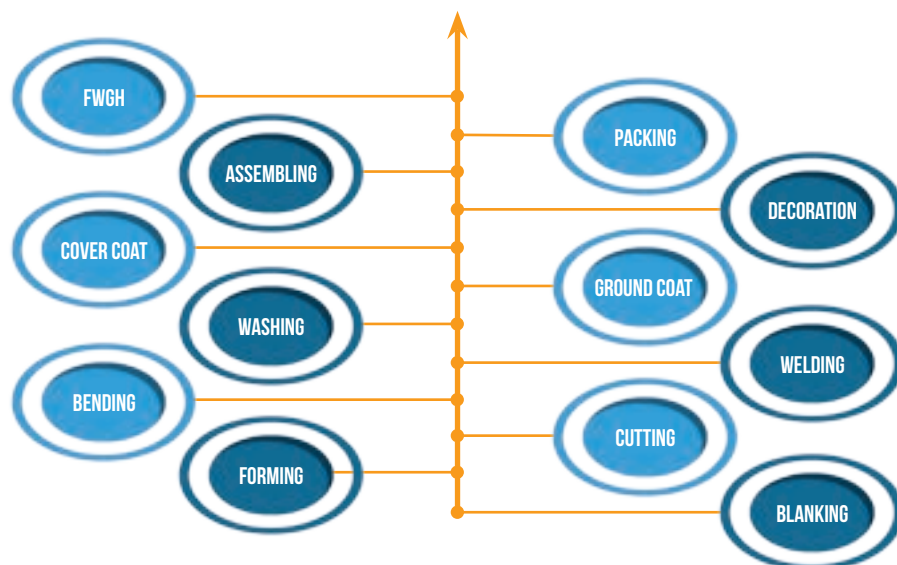 FWGH
PACKING
ASSEMBLING
DECORATION
COVER COAT
GROUND COAT
WASHING
WELDING
BENDING
CUTTING
FORMING
BLANKING